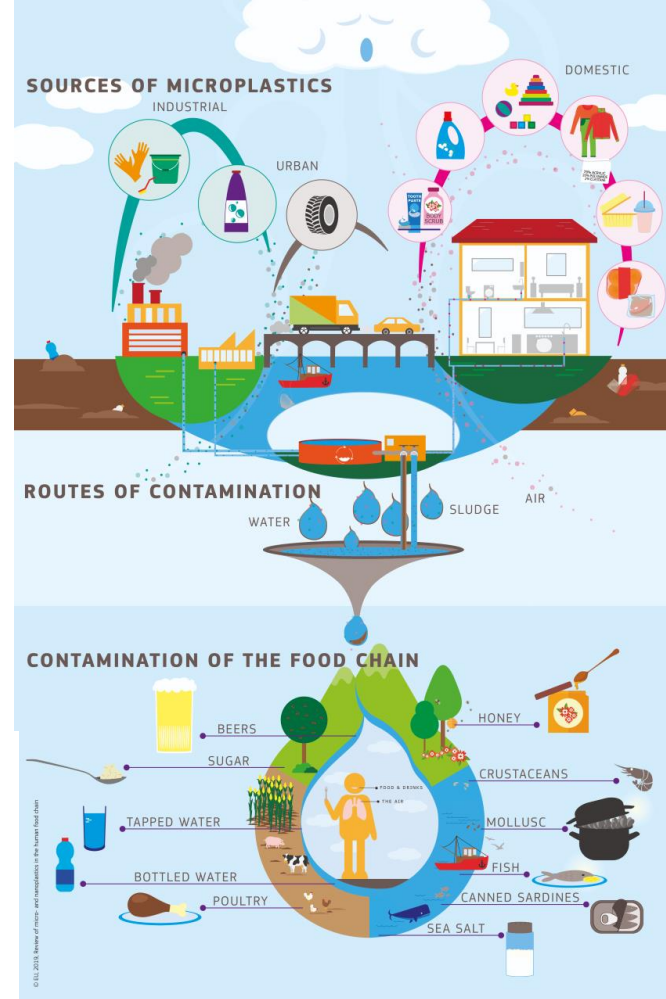 SOURCES OF MICROPLASTICS
INDUSTRIAL
URBAN
DOMESTIC
TOOTH
PASTE
BODY
SCRUB
ROUTES OF CONTAMINATION
WATER
SLUDGE
AIR
CONTAMINATION OF THE FOOD CHAIN
BEERS
HONEY
SUGAR
CRUSTACEANS
FOOD & DRINKS
THE AIR
TAPPED WATER
MOLLUSC
FISH
BOTTLED WATER
CANNED SARDINES
POULTRY
SEA SALT
© EU, 2019, Review of micro- and nanoplastics in the human food chain